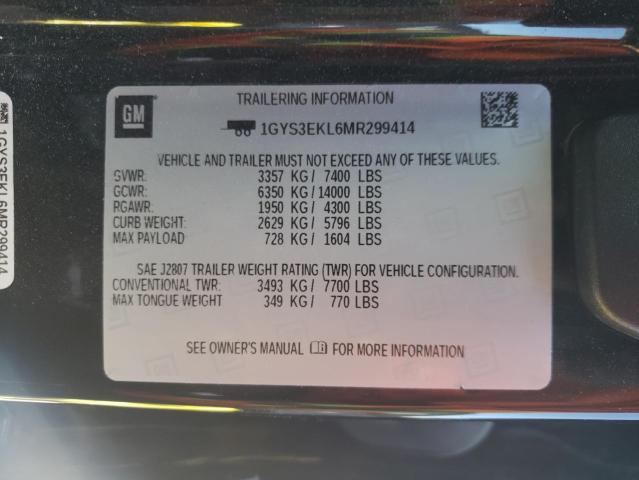 GM
TRAILERING INFORMATION
1GYS3EKL6MR299414
VEHICLE AND TRAILER MUST NOT EXCEED ANY OF THESE VALUES.
GVWR: 3357 KG/ 7400 LBS
GCWR: 6350 KG/ 14000 LBS
RGAWR: 1950 KG/ 4300 LBS
CURB WEIGHT: 2629 KG/ 5796 LBS
MAX PAYLOAD 728 KG/ 1604 LBS
SAE J2807 TRAILER WEIGHT RATING (TWR) FOR VEHICLE CONFIGURATION.
CONVENTIONAL TWR: 3493 KG/ 7700 LBS
MAX TONGUE WEIGHT 349 KG/ 770 LBS
SEE OWNER'S MANUAL FOR MORE INFORMATION
1GYS3EKL6MR299414